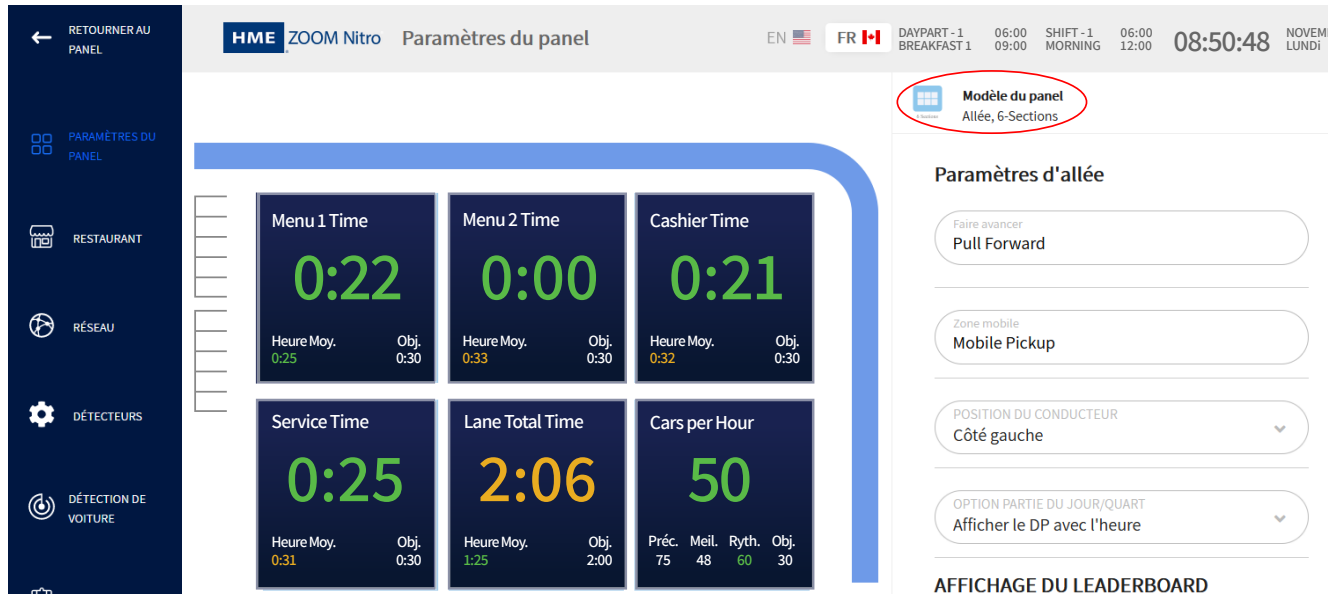 RETOURNER AU
PANEL
HME ZOOM Nitro Paramètres du panel
EN FR
DAYPART - 1 06:00 SHIFT - 1 06:00
BREAKFAST 1 09:00 MORNING 12:00
08:50:48
NOVEM
LUNDi
PARAMÈTRES DU
PANEL
RESTAURANT
RÉSEAU
DÉTECTEURS
DÉTECTION DE
VOITURE
Menu 1 Time
0:22
Heure Moy. Obj.
0:25 0:30
Menu 2 Time
0:00
Heure Moy. Obj.
0:33 0:30
Cashier Time
0:21
Heure Moy. Obj.
0:32 0:30
Service Time
0:25
Heure Moy. Obj.
0:31 0:30
Lane Total Time
2:06
Heure Moy. Obj.
1:25 2:00
Cars per Hour
50
Préc. Meil. Ryth. Obj.
75 48 60 30
Modèle du panel
Allée, 6-Sections
Paramètres d'allée
Faire avancer
Pull Forward
Zone mobile
Mobile Pickup
POSITION DU CONDUCTEUR
Côté gauche
OPTION PARTIE DU JOUR/QUART
Afficher le DP avec l'heure
AFFICHAGE DU LEADERBOARD